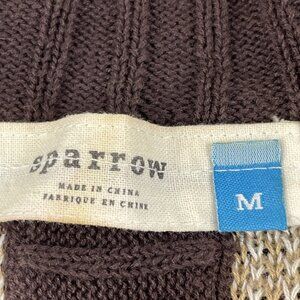 sparrow
MADE IN CHINA
FABRIQUE EN CHINE
M